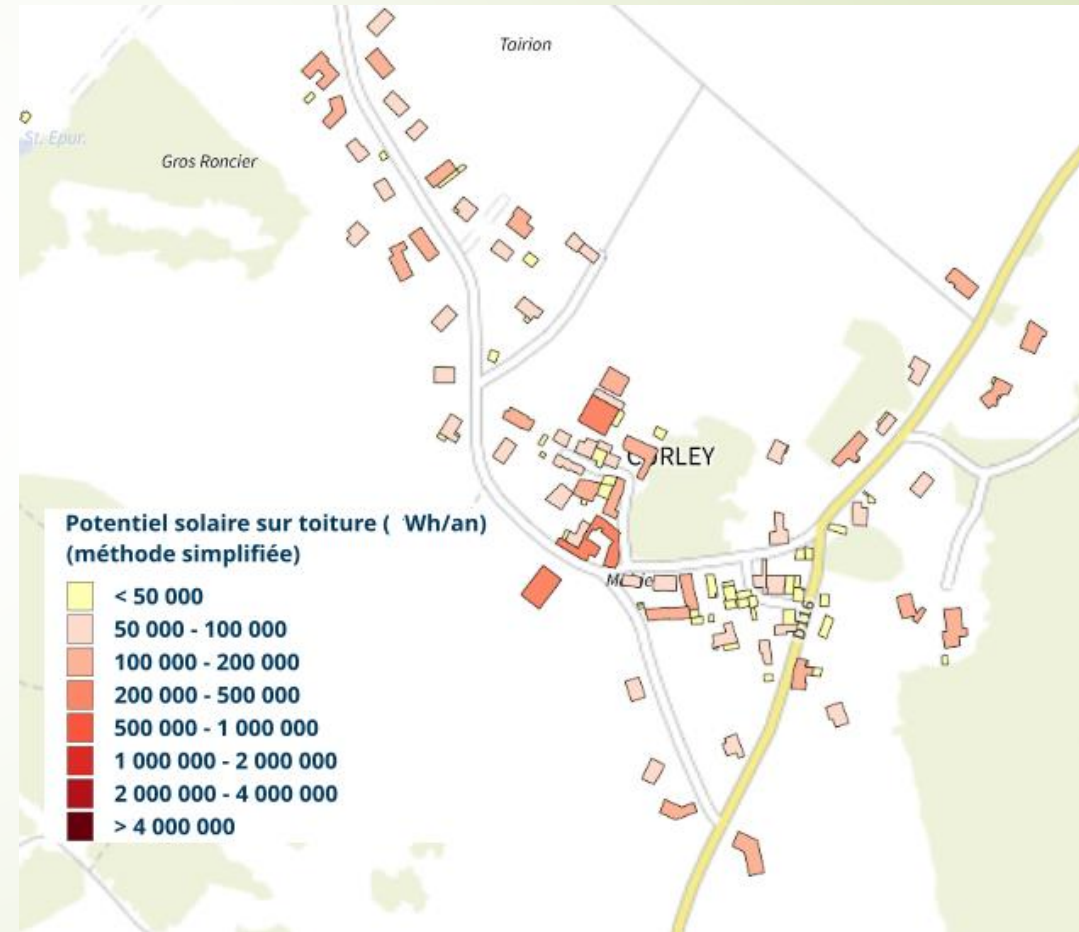 Tairion
St. Epur.
Gros Roncier
CURLEY
Potentiel solaire sur toiture ( Wh/an)
(méthode simplifiée)
< 50 000
50 000 - 100 000
100 000 - 200 000
200 000 - 500 000
500 000 - 1 000 000
1 000 000 - 2 000 000
2 000 000 - 4 000 000
> 4 000 000
D116